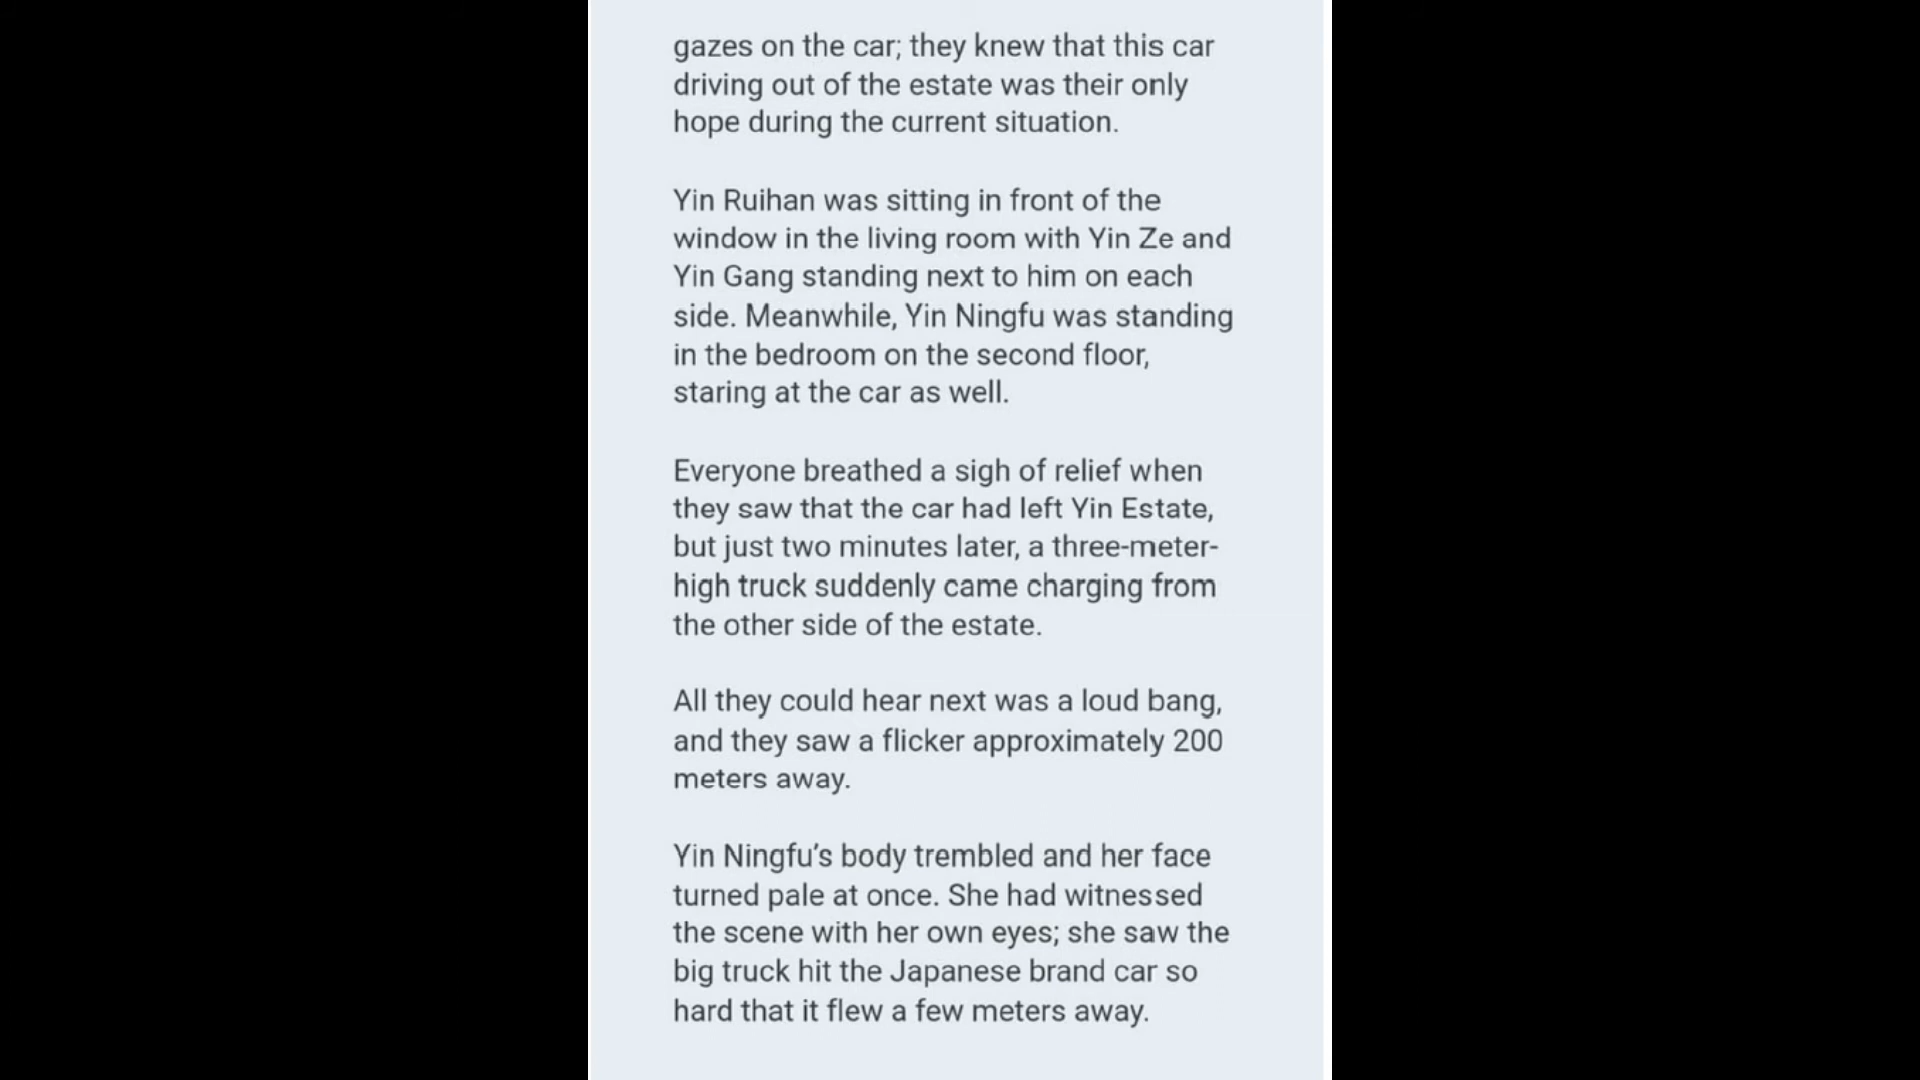 gazes on the car; they knew that this car
driving out of the estate was their only
hope during the current situation.
Yin Ruihan was sitting in front of the
window in the living room with Yin Ze and
Yin Gang standing next to him on each
side. Meanwhile, Yin Ningfu was standing
in the bedroom on the second floor,
staring at the car as well.
Everyone breathed a sigh of relief when
they saw that the car had left Yin Estate,
but just two minutes later, a three-meter-
high truck suddenly came charging from
the other side of the estate.
All they could hear next was a loud bang,
and they saw a flicker approximately 200
meters away.
Yin Ningfu’s body trembled and her face
turned pale at once. She had witnessed
the scene with her own eyes; she saw the
big truck hit the Japanese brand car so
hard that it flew a few meters away.